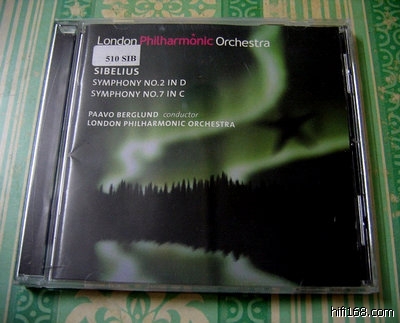 London Philharmonic Orchestra
510 SIB
SIBELIUS
SYMPHONY NO.2 IN D
SYMPHONY NO.7 IN C
PAAVO BERGLUND conductor
LONDON PHILHARMONIC ORCHESTRA
hifi168.com